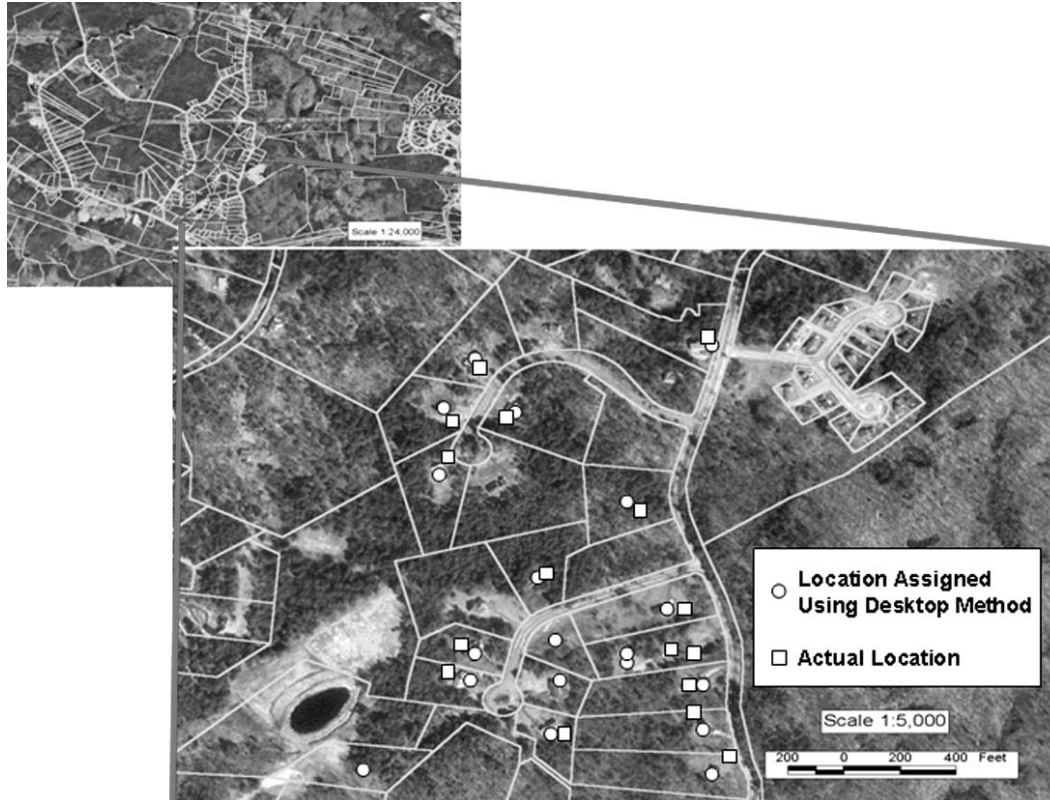 Scale 1:24,000
Location Assigned
Using Desktop Method
Actual Location
Scale 1:5,000
200 0 200 400 Feet